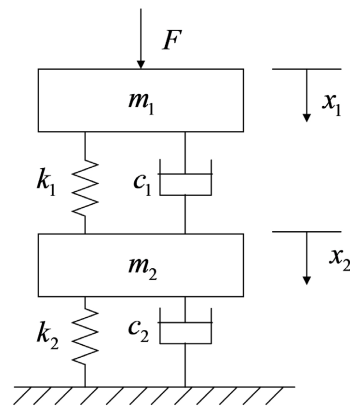 F
m₁
x₁
k₁
c₁
m₂
x₂
k₂
c₂